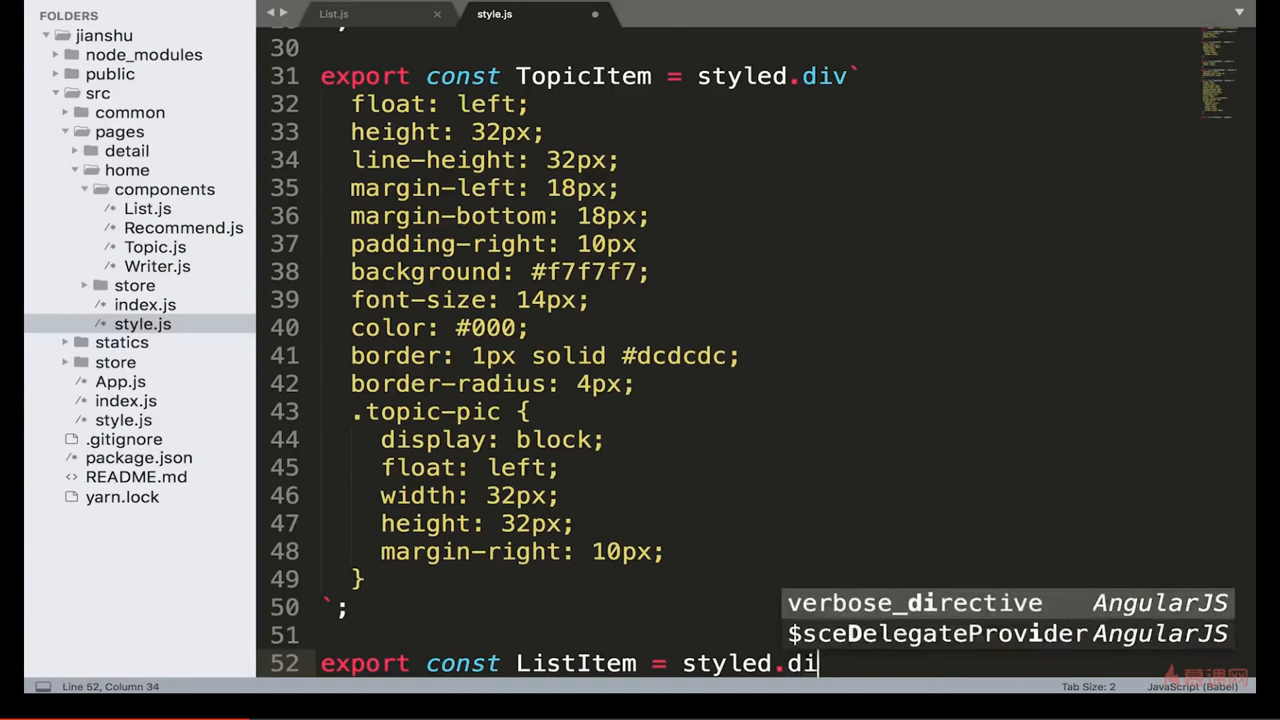 FOLDERS
jianshu
node_modules
public
src
common
pages
detail
home
components
/* List.js
/* Recommend.js
/* Topic.js
/* Writer.js
store
/* index.js
/* style.js
statics
store
/* App.js
/* index.js
/* style.js
.gitignore
/* package.json
<> README.md
yarn.lock
List.js ×
style.js
30
31 export const TopicItem = styled.div`
32 float: left;
33 height: 32px;
34 line-height: 32px;
35 margin-left: 18px;
36 margin-bottom: 18px;
37 padding-right: 10px
38 background: #f7f7f7;
39 font-size: 14px;
40 color: #000;
41 border: 1px solid #dcdcdc;
42 border-radius: 4px;
43 .topic-pic {
44 display: block;
45 float: left;
46 width: 32px;
47 height: 32px;
48 margin-right: 10px;
49 }
50 `;
51
52 export const ListItem = styled.di
verbose_directive AngularJS
$sceDelegateProvider AngularJS
慕课网
Line 52, Column 34
Tab Size: 2
JavaScript (Babel)